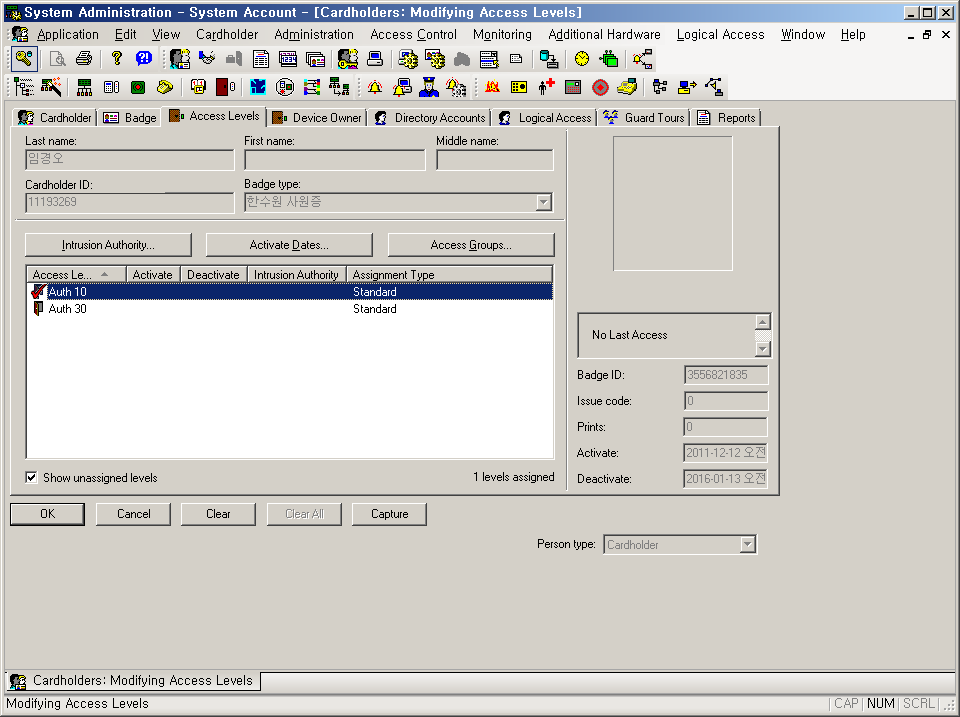 System Administration - System Account - [Cardholders: Modifying Access Levels]
Application Edit View Cardholder Administration Access Control Monitoring Additional Hardware Logical Access Window Help
Cardholder Badge Access Levels Device Owner Directory Accounts Logical Access Guard Tours Reports
Last name: First name: Middle name:
임경오
Cardholder ID: Badge type:
11193269 한수원 사원증
Intrusion Authority... Activate Dates... Access Groups...
Access Le... Activate Deactivate Intrusion Authority Assignment Type
Auth 10 Standard
Auth 30 Standard
No Last Access
Badge ID: 3556821835
Issue code: 0
Prints: 0
Activate: 2011-12-12 오전
Deactivate: 2016-01-13 오전
Show unassigned levels 1 levels assigned
OK Cancel Clear Clear All Capture
Person type: Cardholder
Cardholders: Modifying Access Levels
Modifying Access Levels CAP NUM SCRL